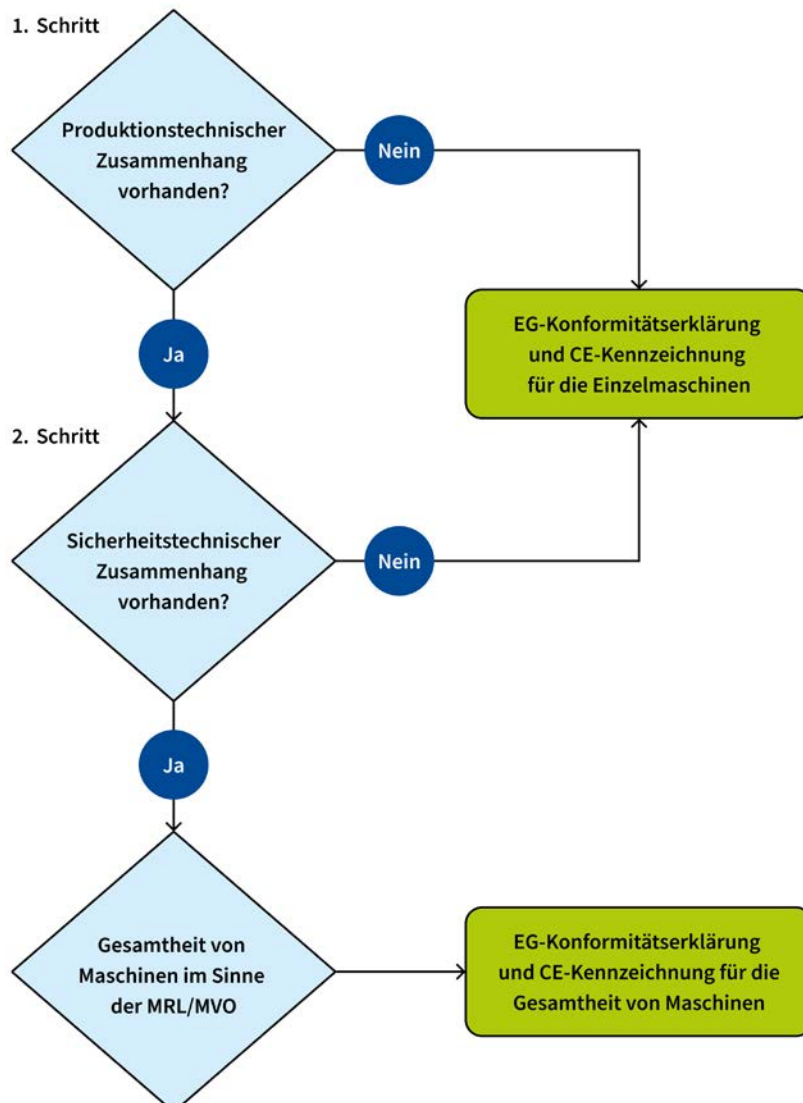 1. Schritt
Produktionstechnischer
Zusammenhang
vorhanden?
Nein
EG-Konformitätserklärung
und CE-Kennzeichnung
für die Einzelmaschinen
Ja
2. Schritt
Sicherheitstechnischer
Zusammenhang
vorhanden?
Nein
Ja
Gesamtheit von
Maschinen im Sinne
der MRL/MVO
EG-Konformitätserklärung
und CE-Kennzeichnung für die
Gesamtheit von Maschinen